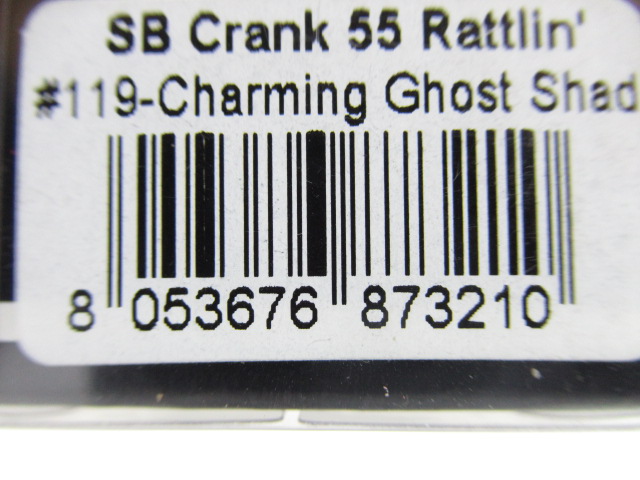 SB Crank 55 Rattlin'
#119-Charming Ghost Shad
8 053676 873210